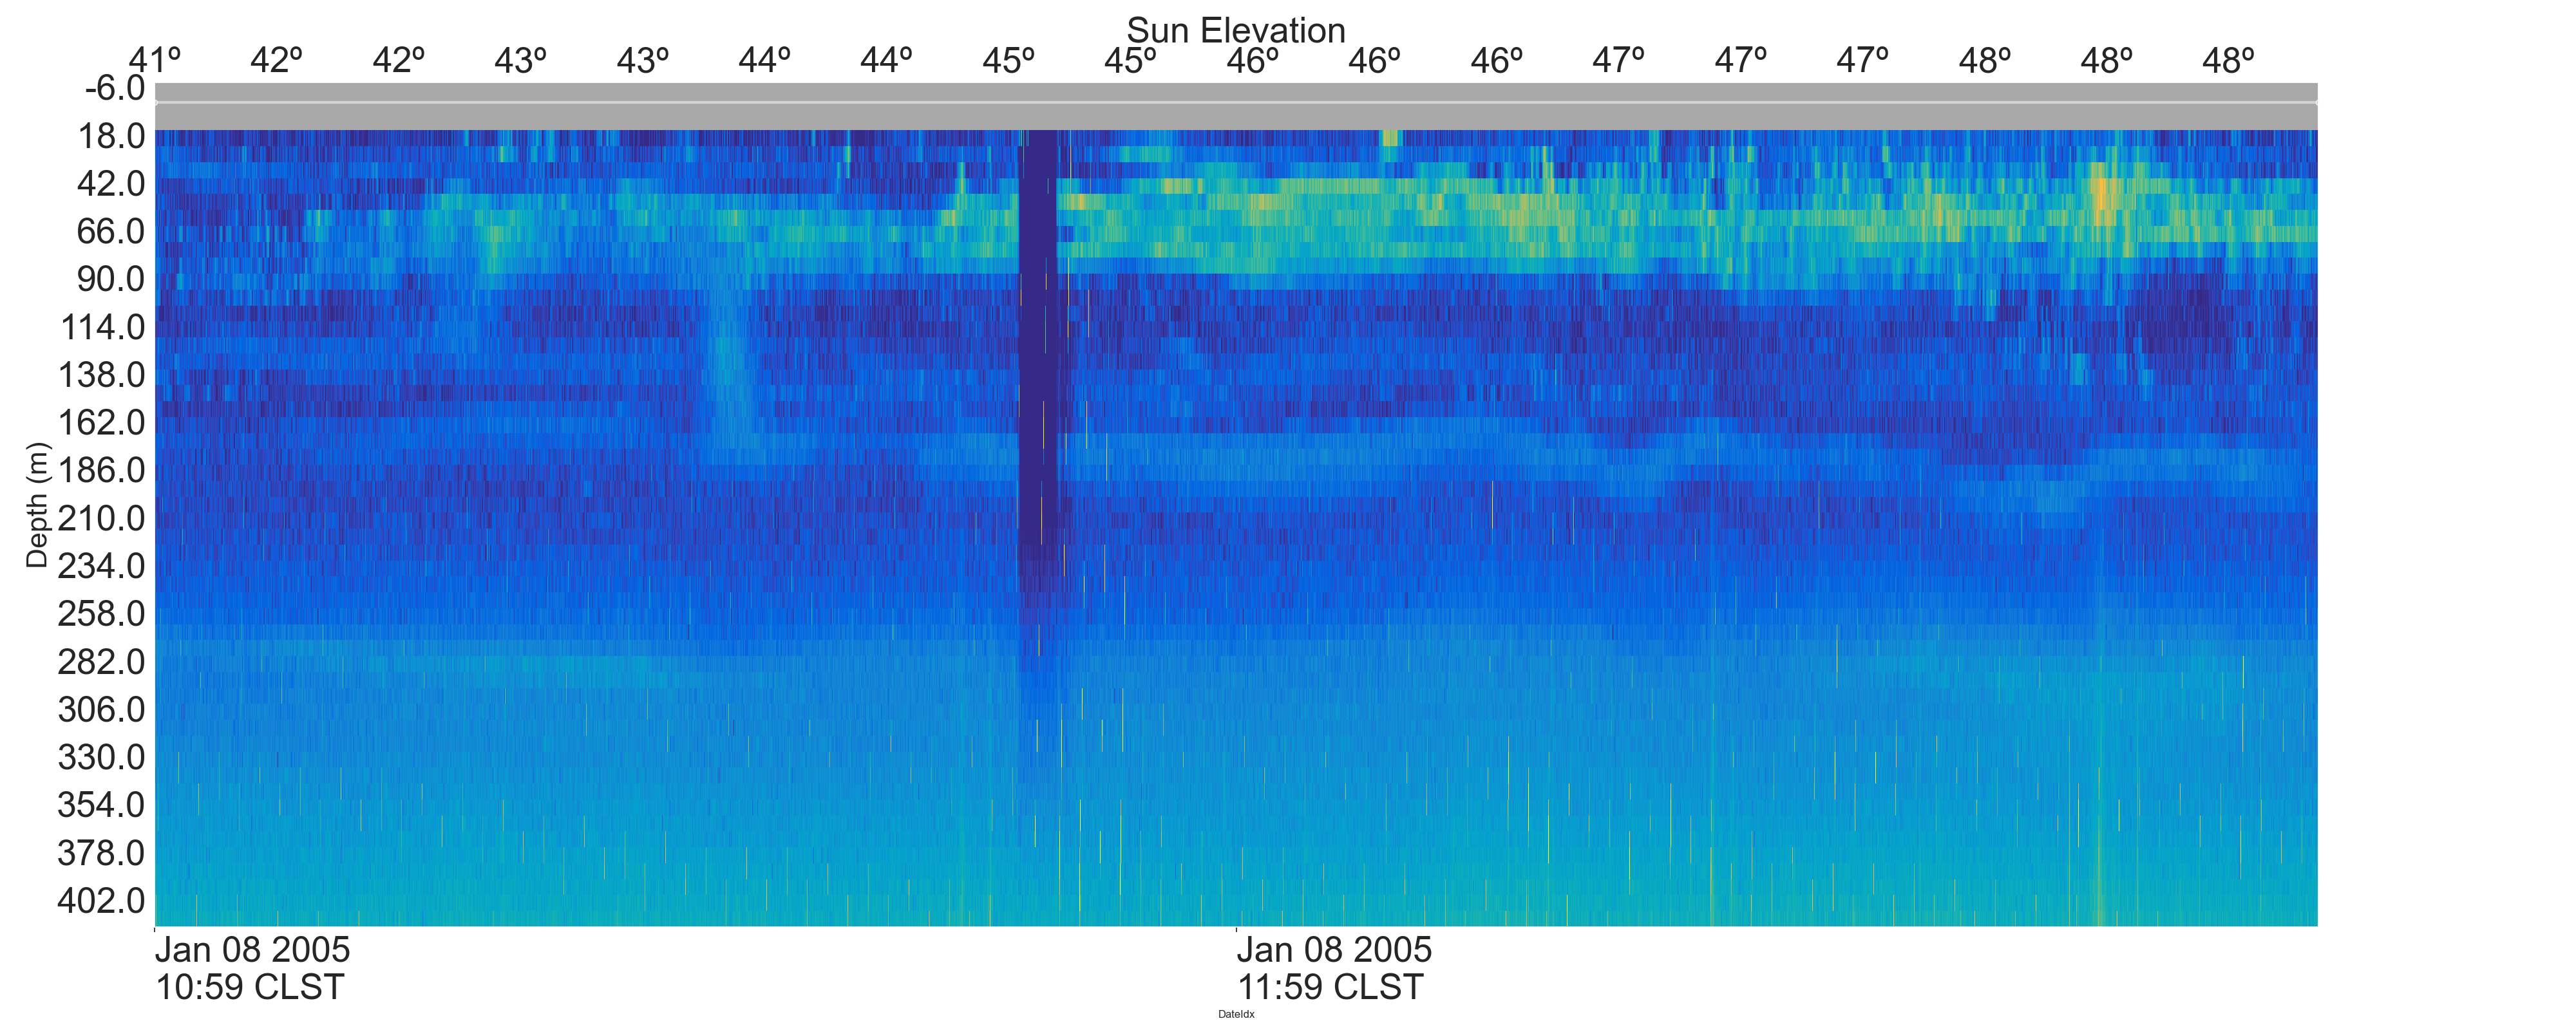 Sun Elevation
41º 42º 42º 43º 43º 44º 44º 45º 45º 46º 46º 46º 47º 47º 47º 48º 48º 48º
-6.0
18.0
42.0
66.0
90.0
114.0
138.0
162.0
186.0
210.0
234.0
258.0
282.0
306.0
330.0
354.0
378.0
402.0
Depth (m)
Jan 08 2005
10:59 CLST
Jan 08 2005
11:59 CLST
DateIdx